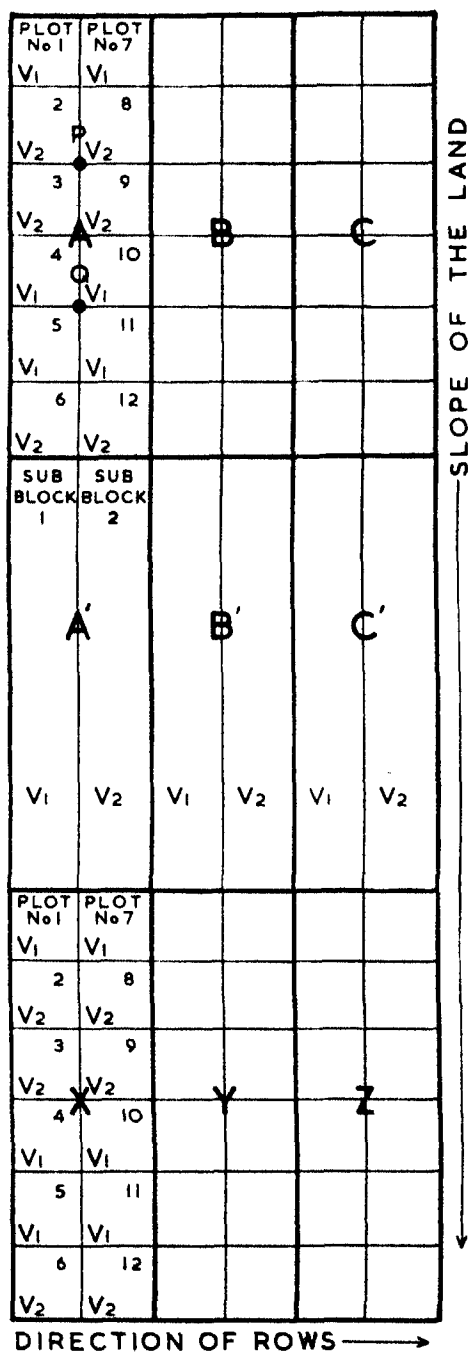 PLOT PLOT
No 1 No 7
V1 V1
2 8
P
V2 V2
3 9
V2 V2
A B C
4 10
Q
V1 V1
5 11
V1 V1
6 12
V2 V2
SUB SUB
BLOCK BLOCK
1 2
A' B' C'
V1 V2 V1 V2 V1 V2
PLOT PLOT
No 1 No 7
V1 V1
2 8
V2 V2
3 9
V2 V2
X Y Z
4 10
V1 V1
5 11
V1 V1
6 12
V2 V2
SLOPE OF THE LAND
DIRECTION OF ROWS